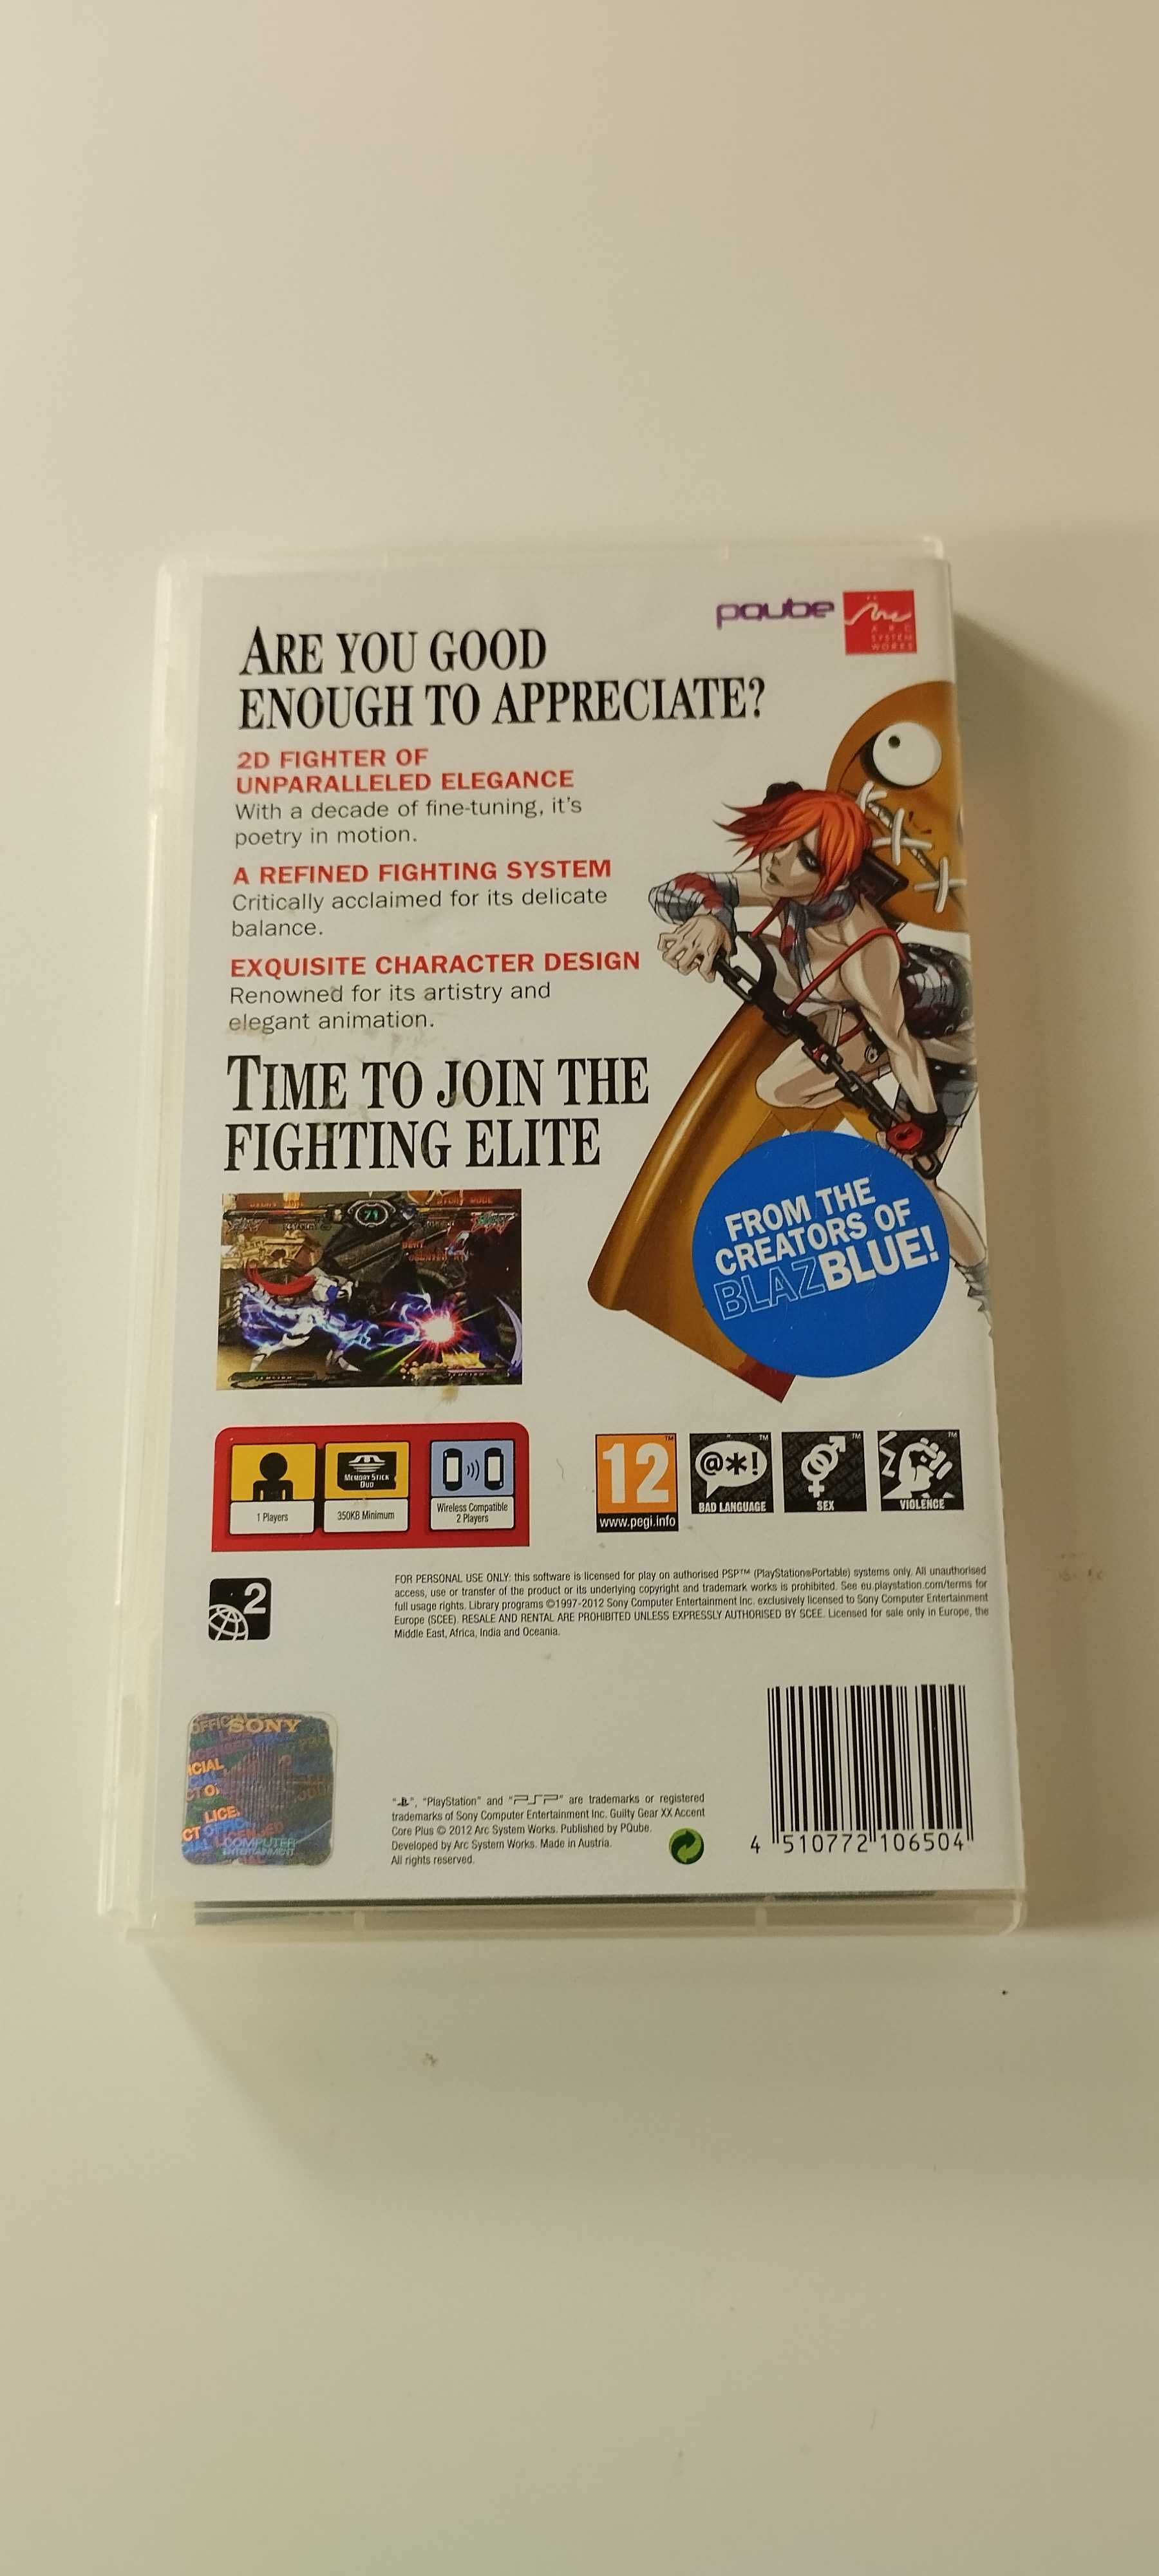 pqube
ARC
SYSTEM
WORKS
ARE YOU GOOD
ENOUGH TO APPRECIATE?
2D FIGHTER OF
UNPARALLELED ELEGANCE
With a decade of fine-tuning, it's
poetry in motion.
A REFINED FIGHTING SYSTEM
Critically acclaimed for its delicate
balance.
EXQUISITE CHARACTER DESIGN
Renowned for its artistry and
elegant animation.
TIME TO JOIN THE
FIGHTING ELITE
FROM THE
CREATORS OF
BLAZBLUE!
71
1 Players
MEMORY STICK
DUO
350KB Minimum
Wireless Compatible
2 Players
12
www.pegi.info
@*!
BAD LANGUAGE
SEX
VIOLENCE
2
FOR PERSONAL USE ONLY: this software is licensed for play on authorised PSP™ (PlayStation®Portable) systems only. All unauthorised
access, use or transfer of the product or its underlying copyright and trademark works is prohibited. See eu.playstation.com/terms for
full usage rights. Library programs ©1997-2012 Sony Computer Entertainment Inc. exclusively licensed to Sony Computer Entertainment
Europe (SCEE). RESALE AND RENTAL ARE PROHIBITED UNLESS EXPRESSLY AUTHORISED BY SCEE. Licensed for sale only in Europe, the
Middle East, Africa, India and Oceania.
SONY
COMPUTER
ENTERTAINMENT
"PS", "PlayStation" and "PSP" are trademarks or registered
trademarks of Sony Computer Entertainment Inc. Guilty Gear XX Accent
Core Plus © 2012 Arc System Works. Published by PQube.
Developed by Arc System Works. Made in Austria.
All rights reserved.
4 510772 106504